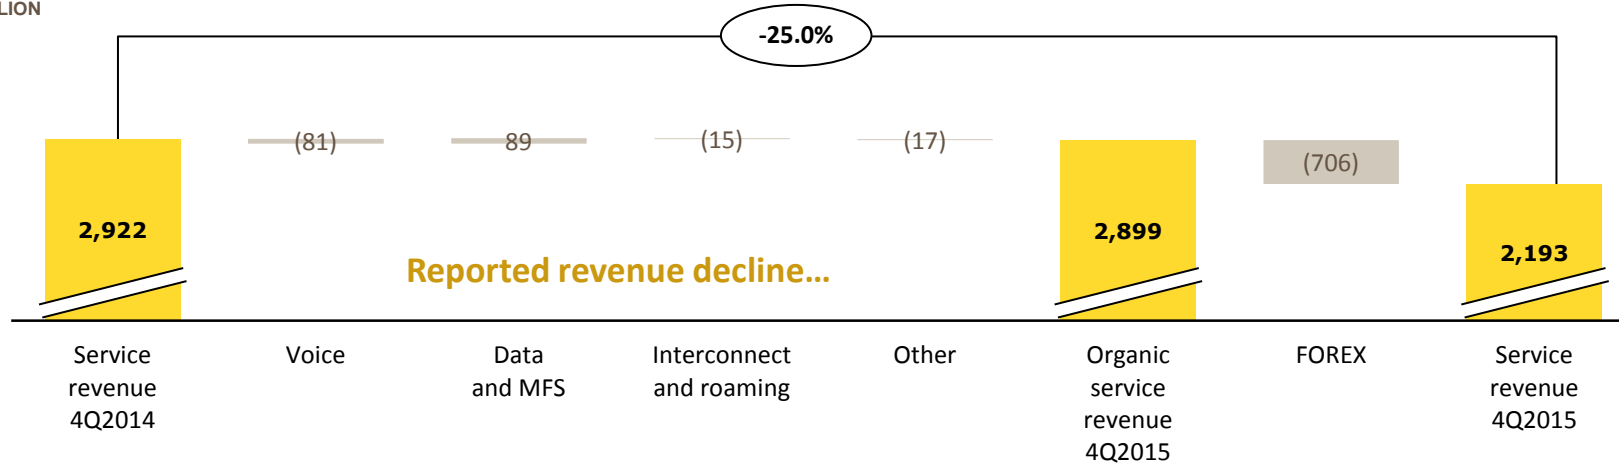 -25.0%
(81)
89
(15)
(17)
(706)
2,922
2,899
2,193
Reported revenue decline…
Service
revenue
4Q2014
Voice
Data
and MFS
Interconnect
and roaming
Other
Organic
service
revenue
4Q2015
FOREX
Service
revenue
4Q2015